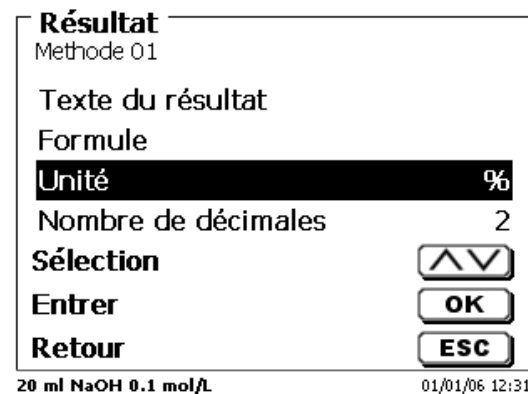 Résultat
Methode 01
Texte du résultat
Formule
Unité %
Nombre de décimales 2
Sélection
Entrer OK
Retour ESC
20 ml NaOH 0.1 mol/L 01/01/06 12:31